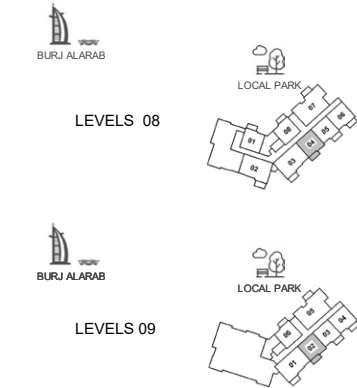 BURJ ALARAB
LOCAL PARK
LEVELS 08
07
06
08
05
04
01
03
02
BURJ ALARAB
LOCAL PARK
LEVELS 09
05
04
06
03
02
01